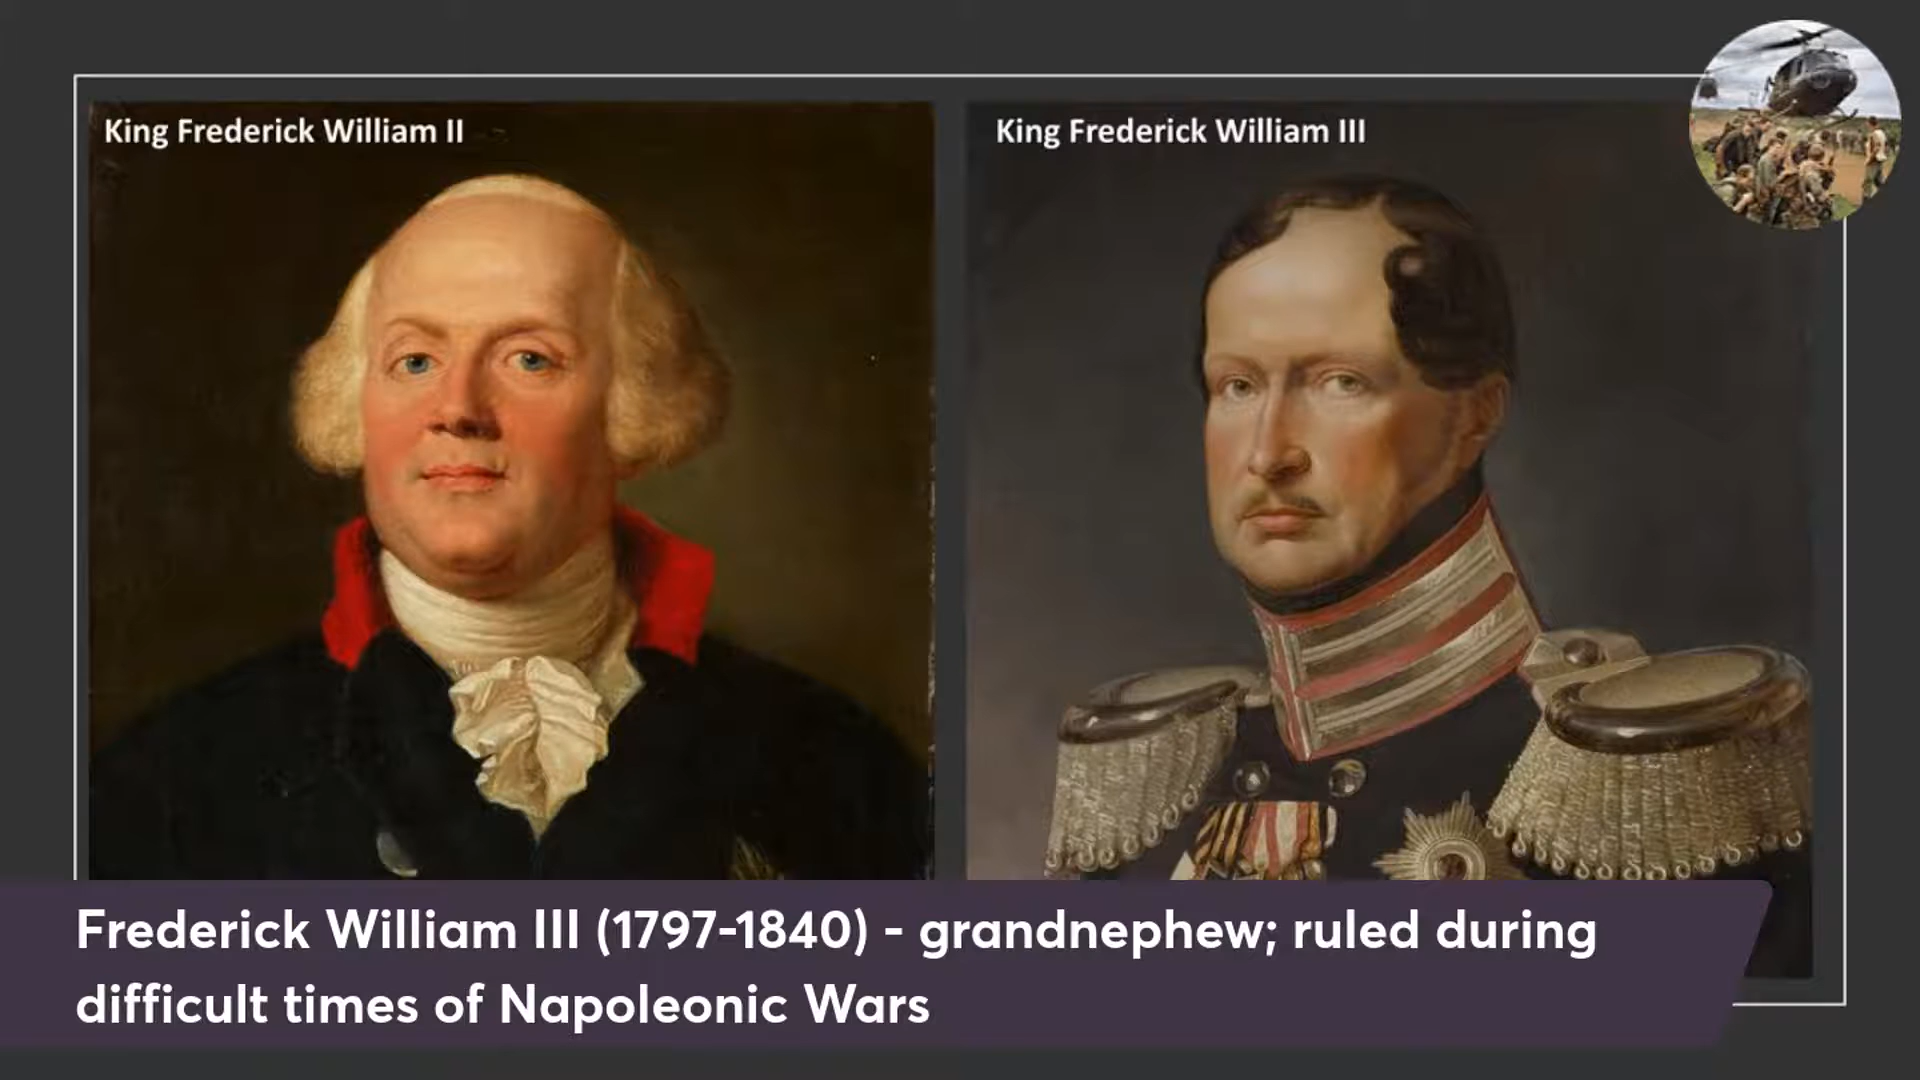 King Frederick William II
King Frederick William III
Frederick William III (1797-1840) - grandnephew; ruled during
difficult times of Napoleonic Wars